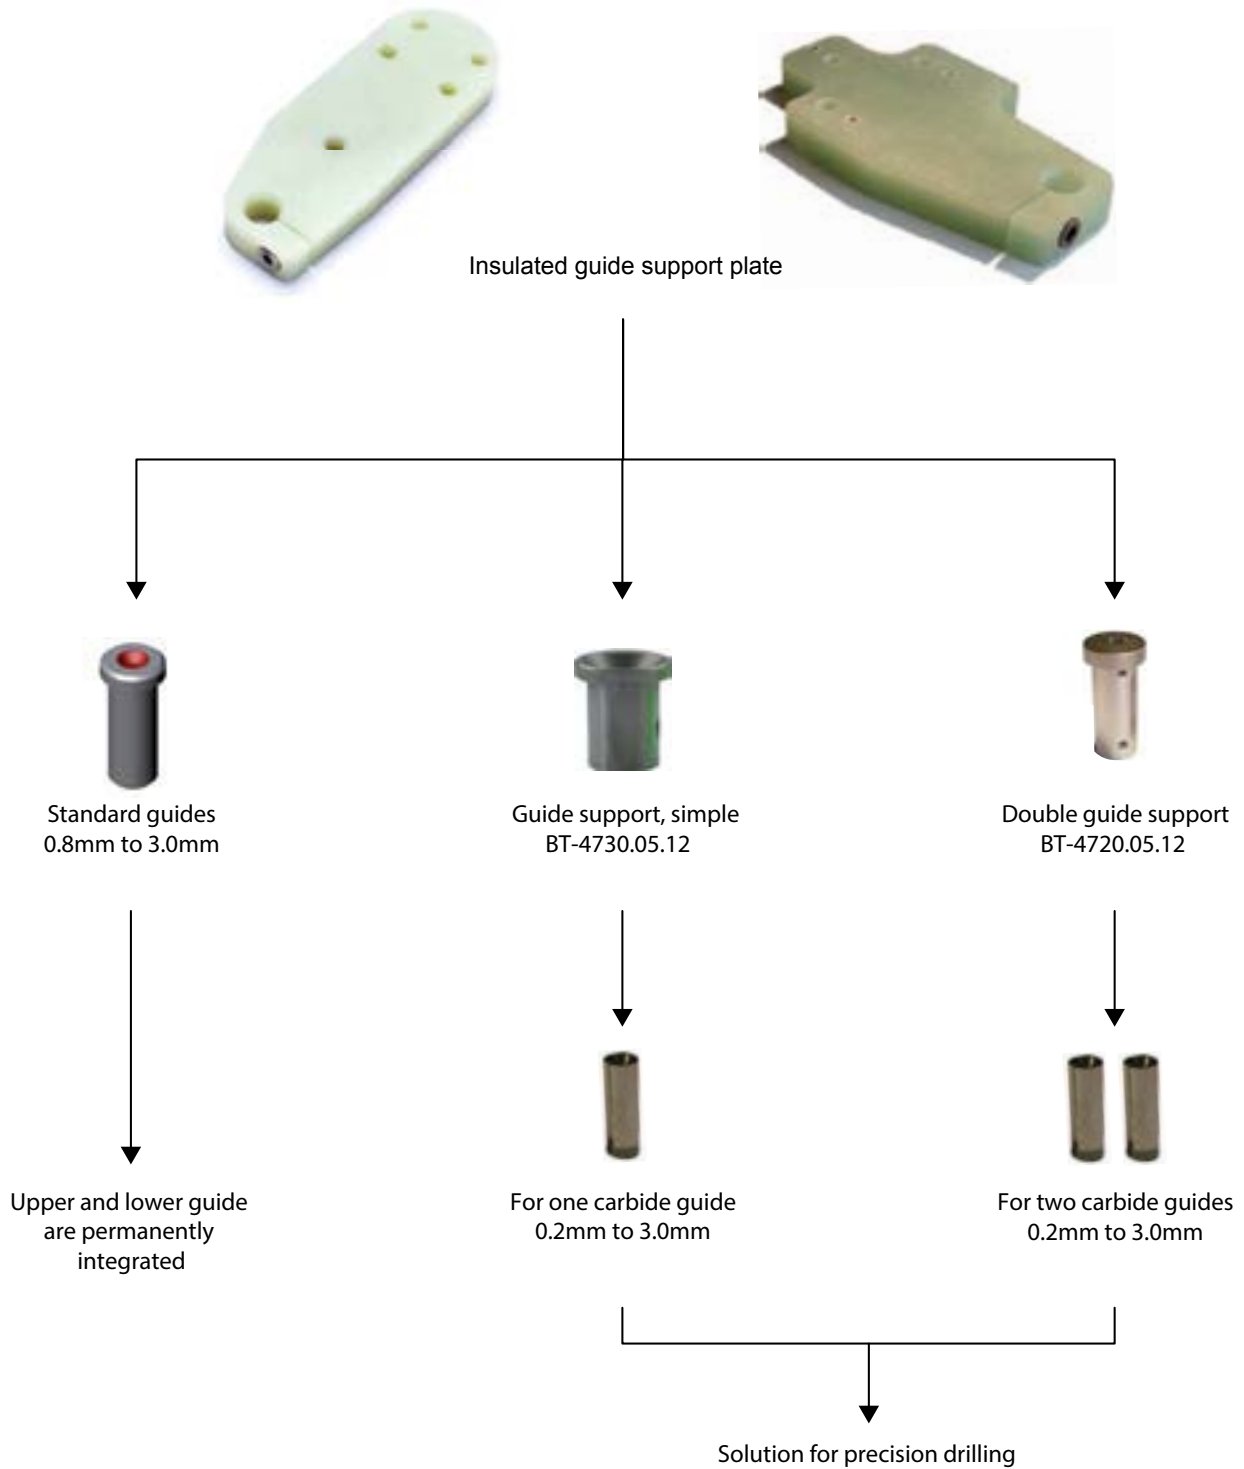 Insulated guide support plate
Standard guides
0.8mm to 3.0mm
Guide support, simple
BT-4730.05.12
Double guide support
BT-4720.05.12
Upper and lower guide
are permanently
integrated
For one carbide guide
0.2mm to 3.0mm
For two carbide guides
0.2mm to 3.0mm
Solution for precision drilling